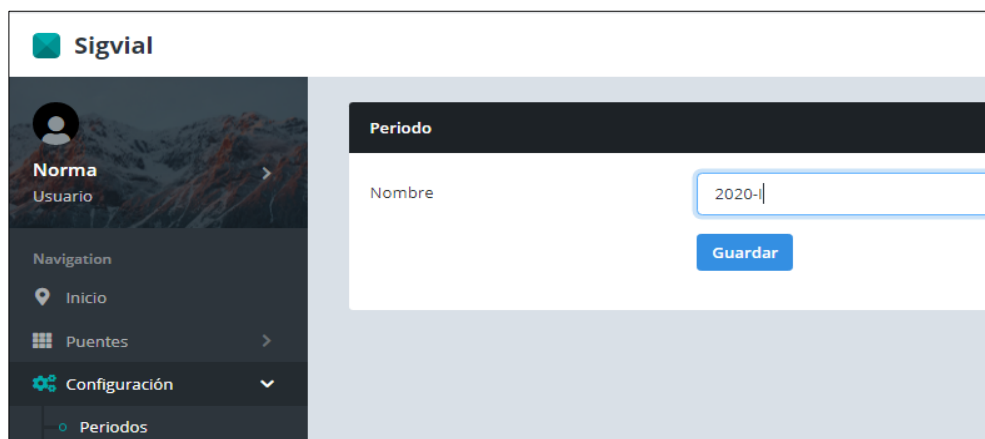 Sigvial
Norma
Usuario
Navigation
Inicio
Puentes
Configuración
Periodos
Periodo
Nombre
2020-I
Guardar